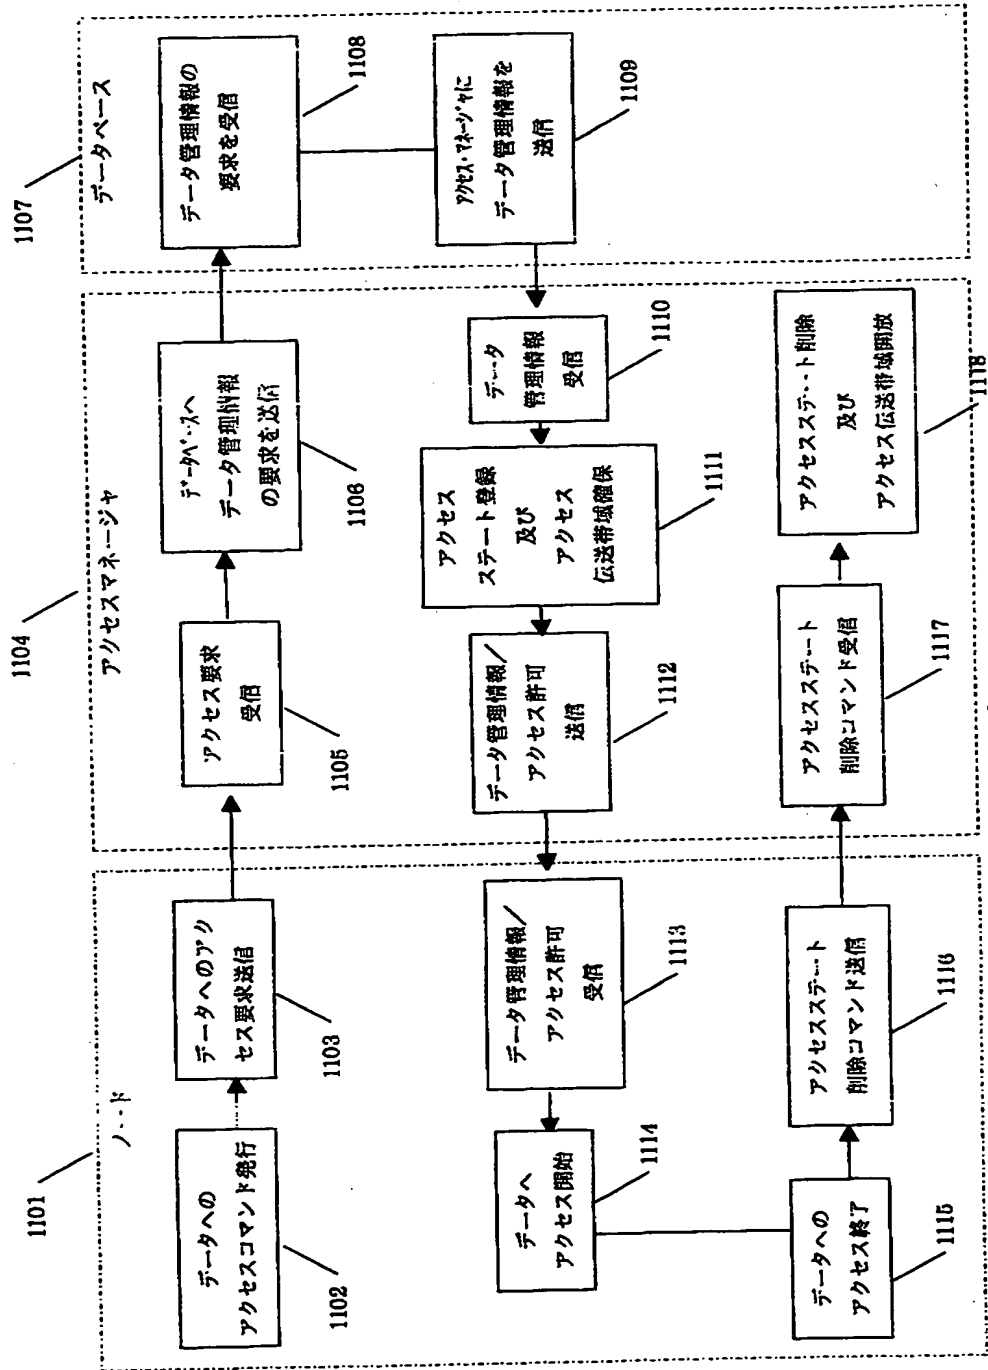 1101
ノード
データへの
アクセスコマンド発行
1102
データへのアク
セス要求送信
1103
1104
アクセスマネージャ
アクセス要求
受信
1105
データベースへ
データ管理情報
の要求を送信
1106
1107
データベース
データ管理情報の
要求を受信
1108
アクセス・マネージャに
データ管理情報を
送信
1109
データ
管理情報
受信
1110
アクセス
ステート登録
及び
アクセス
伝送帯域確保
1111
データ管理情報/
アクセス許可
送信
1112
データ管理情報/
アクセス許可
受信
1113
データへ
アクセス開始
1114
データへの
アクセス終了
1115
アクセスステート
削除コマンド送信
1116
アクセスステート
削除コマンド受信
1117
アクセスステート削除
及び
アクセス伝送帯域開放
1118